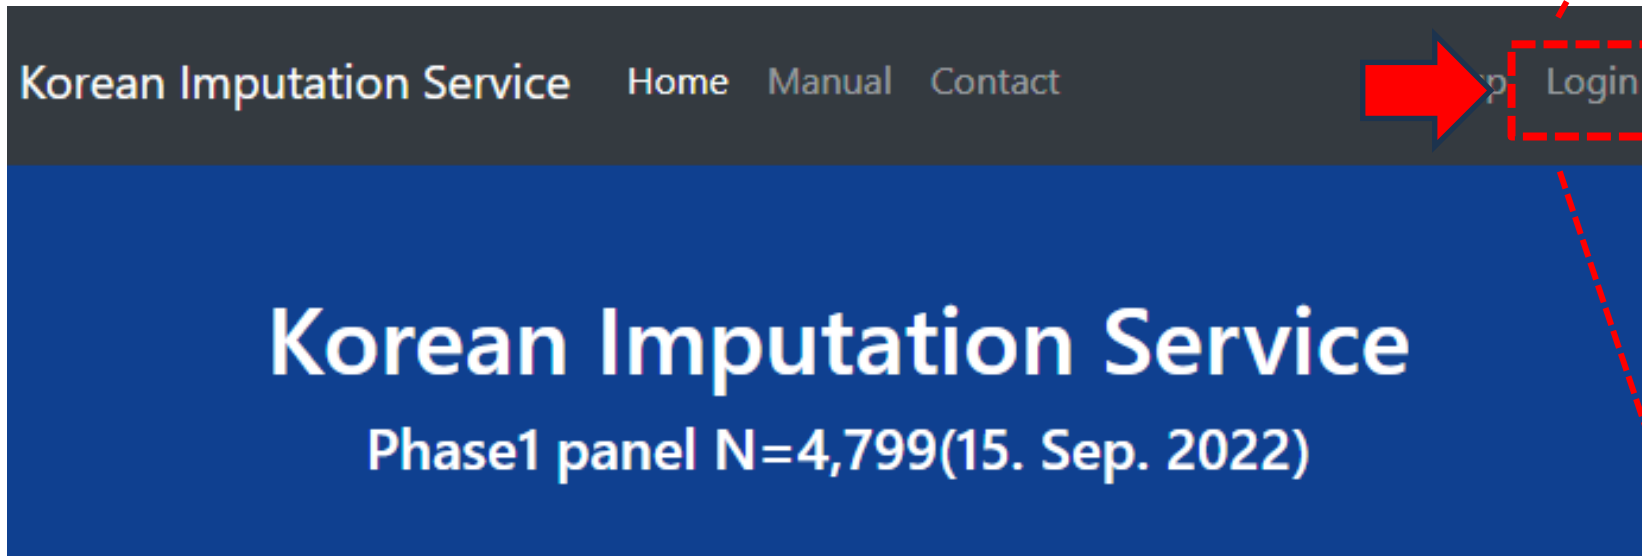 Korean Imputation Service Home Manual Contact Login
Korean Imputation Service
Phase1 panel N=4,799(15. Sep. 2022)